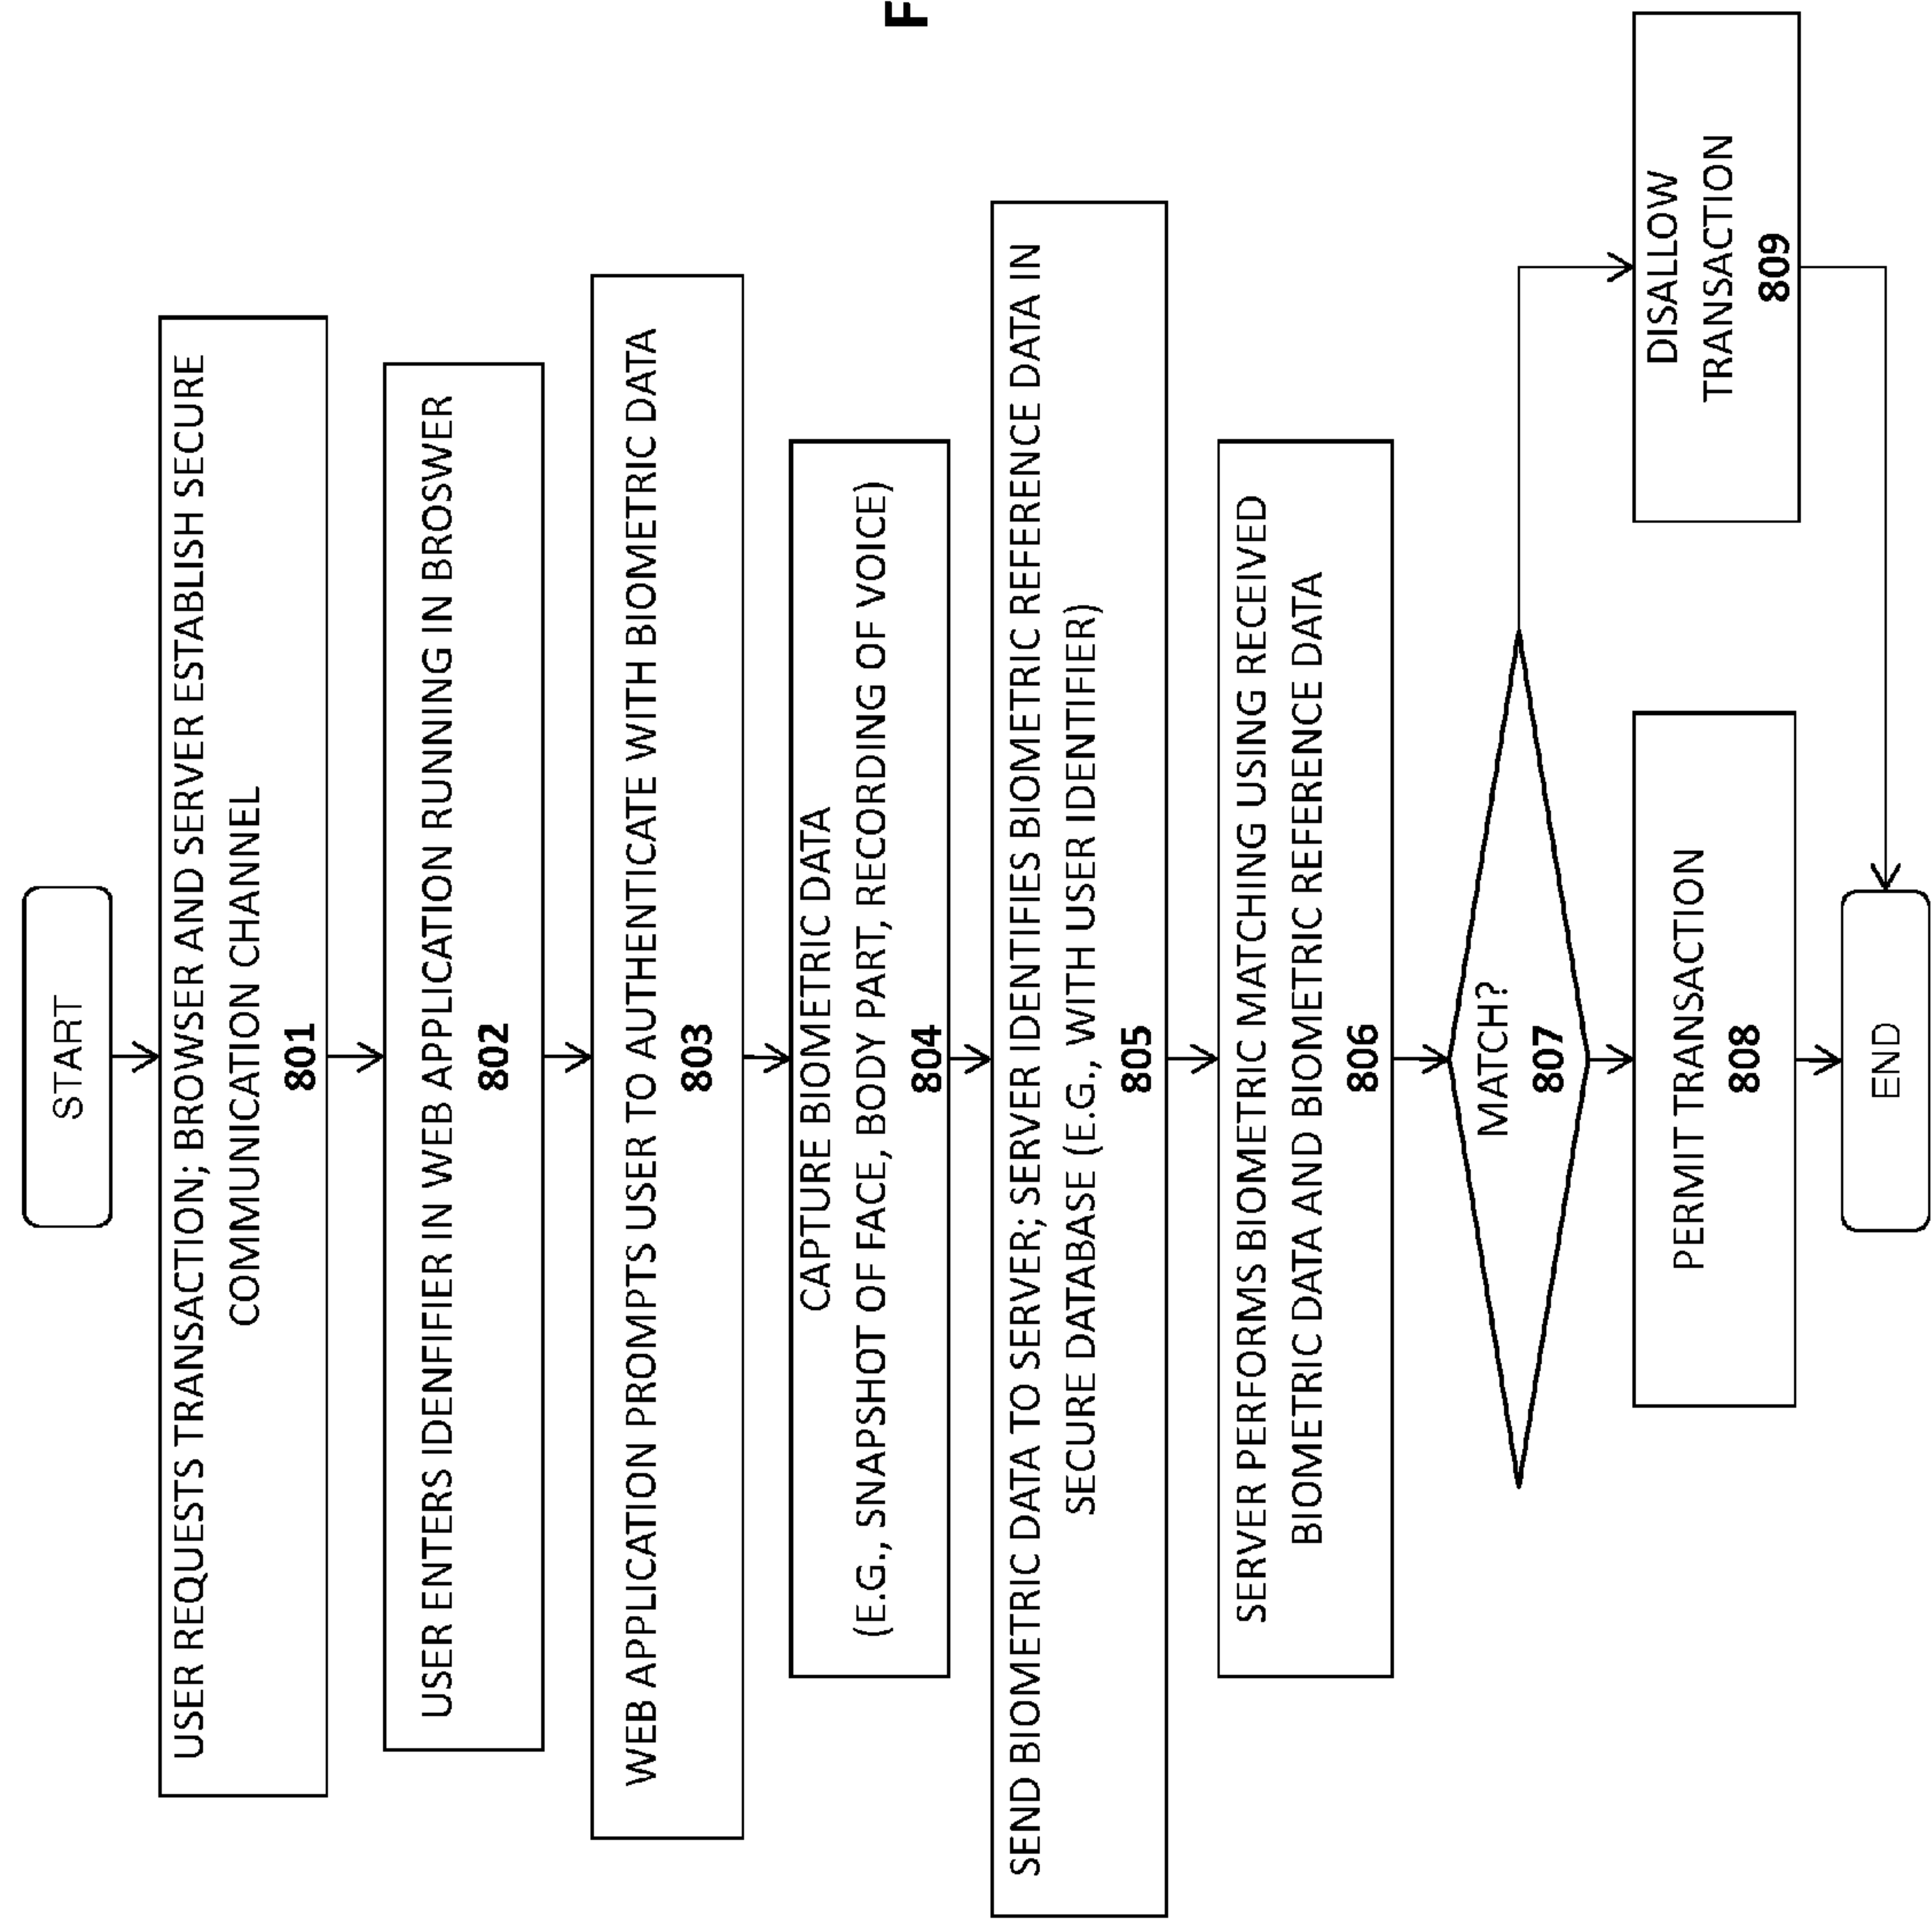 START
USER REQUESTS TRANSACTION; BROWSER AND SERVER ESTABLISH SECURE
COMMUNICATION CHANNEL
801
USER ENTERS IDENFIFIER IN WEB APPLICATION RUNNING IN BROSWER
802
WEB APPLICATION PROMPTS USER TO AUTHENTICATE WITH BIOMETRIC DATA
803
CAPTURE BIOMETRIC DATA
(E.G., SNAPSHOT OF FACE, BODY PART, RECORDING OF VOICE)
804
SEND BIOMETRIC DATA TO SERVER; SERVER IDENTIFIES BIOMETRIC REFERENCE DATA IN
SECURE DATABASE (E.G., WITH USER IDENTIFIER)
805
SERVER PERFORMS BIOMETRIC MATCHING USING RECEIVED
BIOMETRIC DATA AND BIOMETRIC REFERENCE DATA
806
MATCH?
807
PERMIT TRANSACTION
808
DISALLOW
TRANSACTION
809
END
F